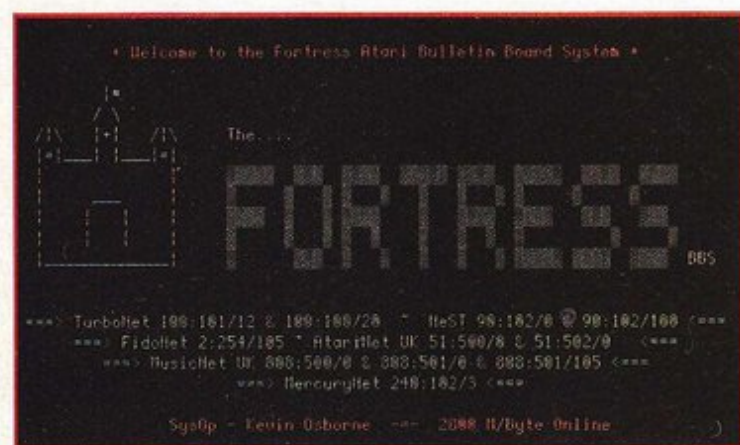 * Welcome to the Fortress Atari Bulletin Board System *
The....
FORTRESS
BBS
===> TurboNet 100:101/12 & 100:100/20 ~ NeST 90:102/0 @ 90:102/100 <===
===> FidoNet 2:254/105 ~ AtariNet UK 51:500/0 & 51:502/0 <===
===> MusicNet UK 808:500/0 & 808:501/0 & 808:501/105 <===
===> MercuryNet 240:102/3 <===
SysOp - Kevin Osborne -=- 2000 M/Byte Online